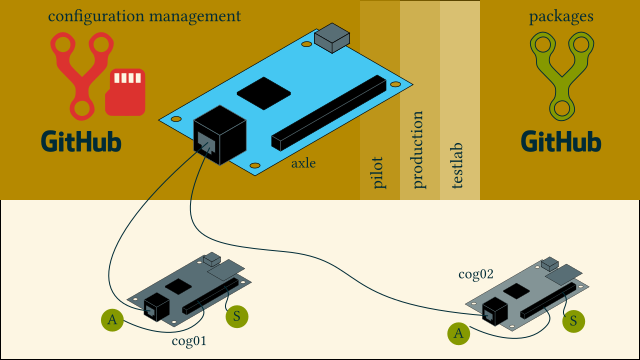 configuration management
packages
GitHub
GitHub
axle
pilot
production
testlab
cog02
A
S
cog01
A
S